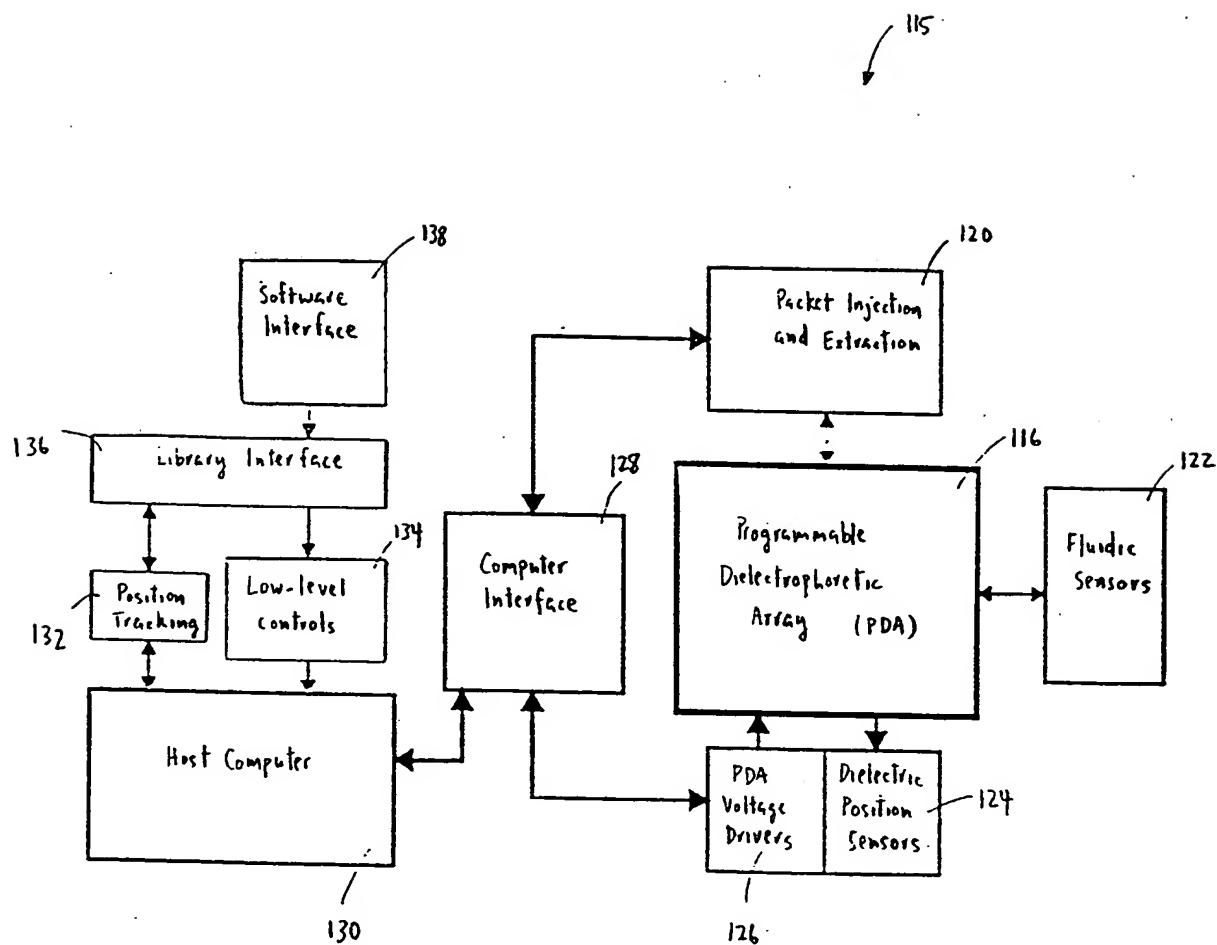 115
138
Software
Interface
120
Packet Injection
and Extraction
136
Library Interface
128
116
122
Computer
Interface
Programmable
Dielectrophoretic
Array (PDA)
Fluidic
Sensors
134
Position
Tracking
Low-level
controls
132
Host Computer
PDA
Voltage
Drivers
Dielectric
Position
Sensors
124
130
126